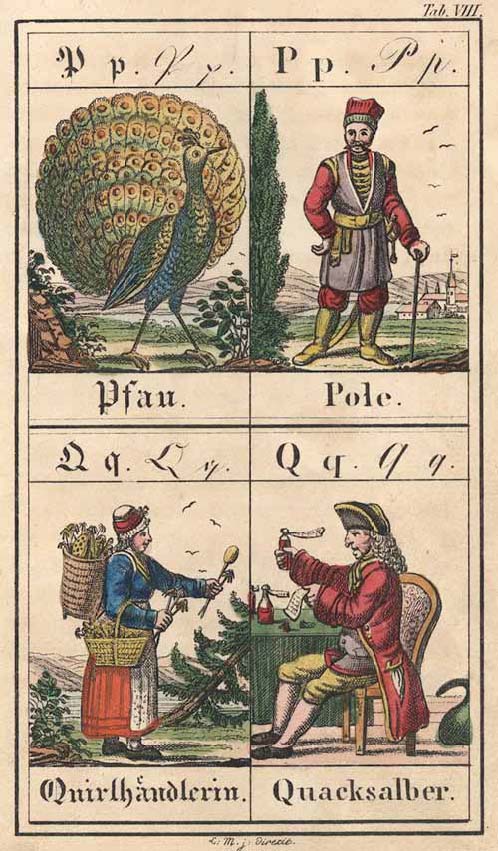 Tab. VIII.
P p. P p.
P p. P p.
Pfau.
Pole.
Q q. Q q.
Q q. Q q.
Quirlhändlerin.
Quacksalber.